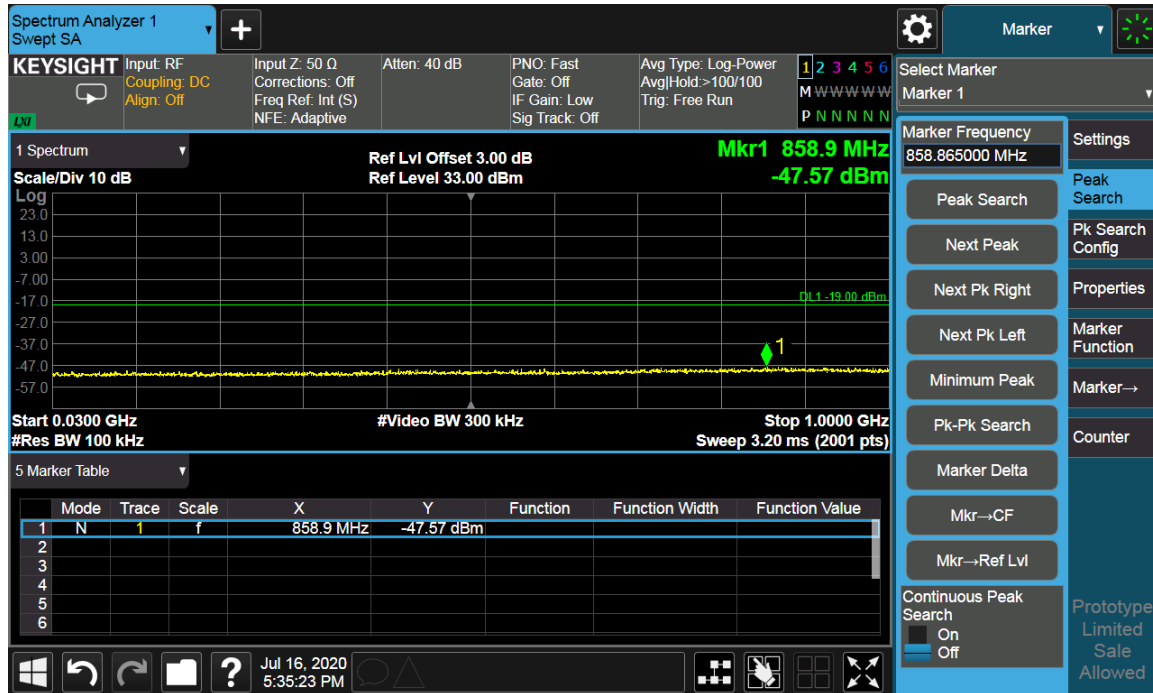 Spectrum Analyzer 1
Swept SA
+
Marker
KEYSIGHT
LXI
Input: RF
Coupling: DC
Align: Off
Input Z: 50 Ω
Corrections: Off
Freq Ref: Int (S)
NFE: Adaptive
Atten: 40 dB
PNO: Fast
Gate: Off
IF Gain: Low
Sig Track: Off
Avg Type: Log-Power
Avg|Hold:>100/100
Trig: Free Run
1 2 3 4 5 6
M W W W W W
P N N N N N
Select Marker
Marker 1
1 Spectrum
Scale/Div 10 dB
Ref Lvl Offset 3.00 dB
Ref Level 33.00 dBm
Mkr1 858.9 MHz
-47.57 dBm
Log
23.0
13.0
3.00
-7.00
-17.0
-27.0
-37.0
-47.0
-57.0
DL1 -19.00 dBm
1
Start 0.0300 GHz
#Res BW 100 kHz
#Video BW 300 kHz
Stop 1.0000 GHz
Sweep 3.20 ms (2001 pts)
5 Marker Table
Mode Trace Scale X Y Function Function Width Function Value
1 N 1 f 858.9 MHz -47.57 dBm
2
3
4
5
6
Marker Frequency
858.865000 MHz
Peak Search
Next Peak
Next Pk Right
Next Pk Left
Minimum Peak
Pk-Pk Search
Marker Delta
Mkr→CF
Mkr→Ref Lvl
Continuous Peak
Search
On
Off
Settings
Peak
Search
Pk Search
Config
Properties
Marker
Function
Marker→
Counter
Prototype
Limited
Sale
Allowed
?
Jul 16, 2020
5:35:23 PM